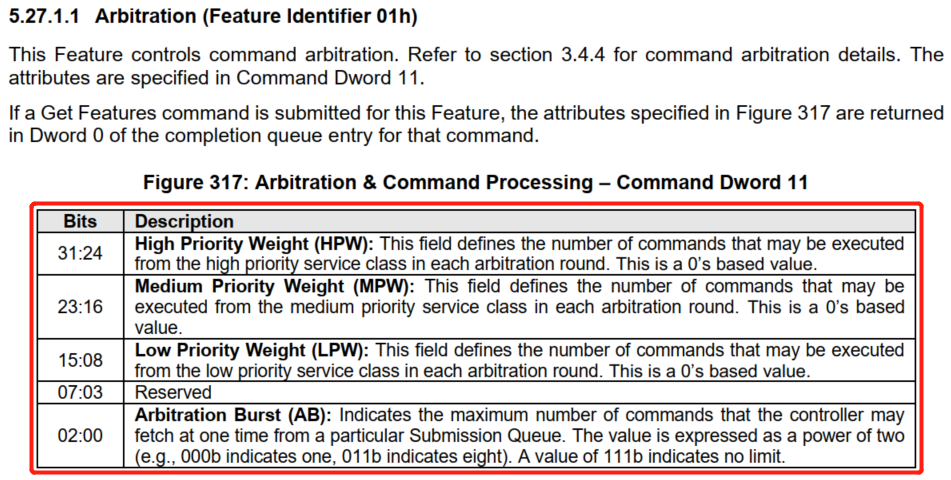 5.27.1.1 Arbitration (Feature Identifier 01h)
This Feature controls command arbitration. Refer to section 3.4.4 for command arbitration details. The
attributes are specified in Command Dword 11.
If a Get Features command is submitted for this Feature, the attributes specified in Figure 317 are returned
in Dword 0 of the completion queue entry for that command.
Figure 317: Arbitration & Command Processing – Command Dword 11
Bits Description
31:24 High Priority Weight (HPW): This field defines the number of commands that may be executed
from the high priority service class in each arbitration round. This is a 0's based value.
23:16 Medium Priority Weight (MPW): This field defines the number of commands that may be
executed from the medium priority service class in each arbitration round. This is a 0's based
value.
15:08 Low Priority Weight (LPW): This field defines the number of commands that may be executed
from the low priority service class in each arbitration round. This is a 0's based value.
07:03 Reserved
02:00 Arbitration Burst (AB): Indicates the maximum number of commands that the controller may
fetch at one time from a particular Submission Queue. The value is expressed as a power of two
(e.g., 000b indicates one, 011b indicates eight). A value of 111b indicates no limit.